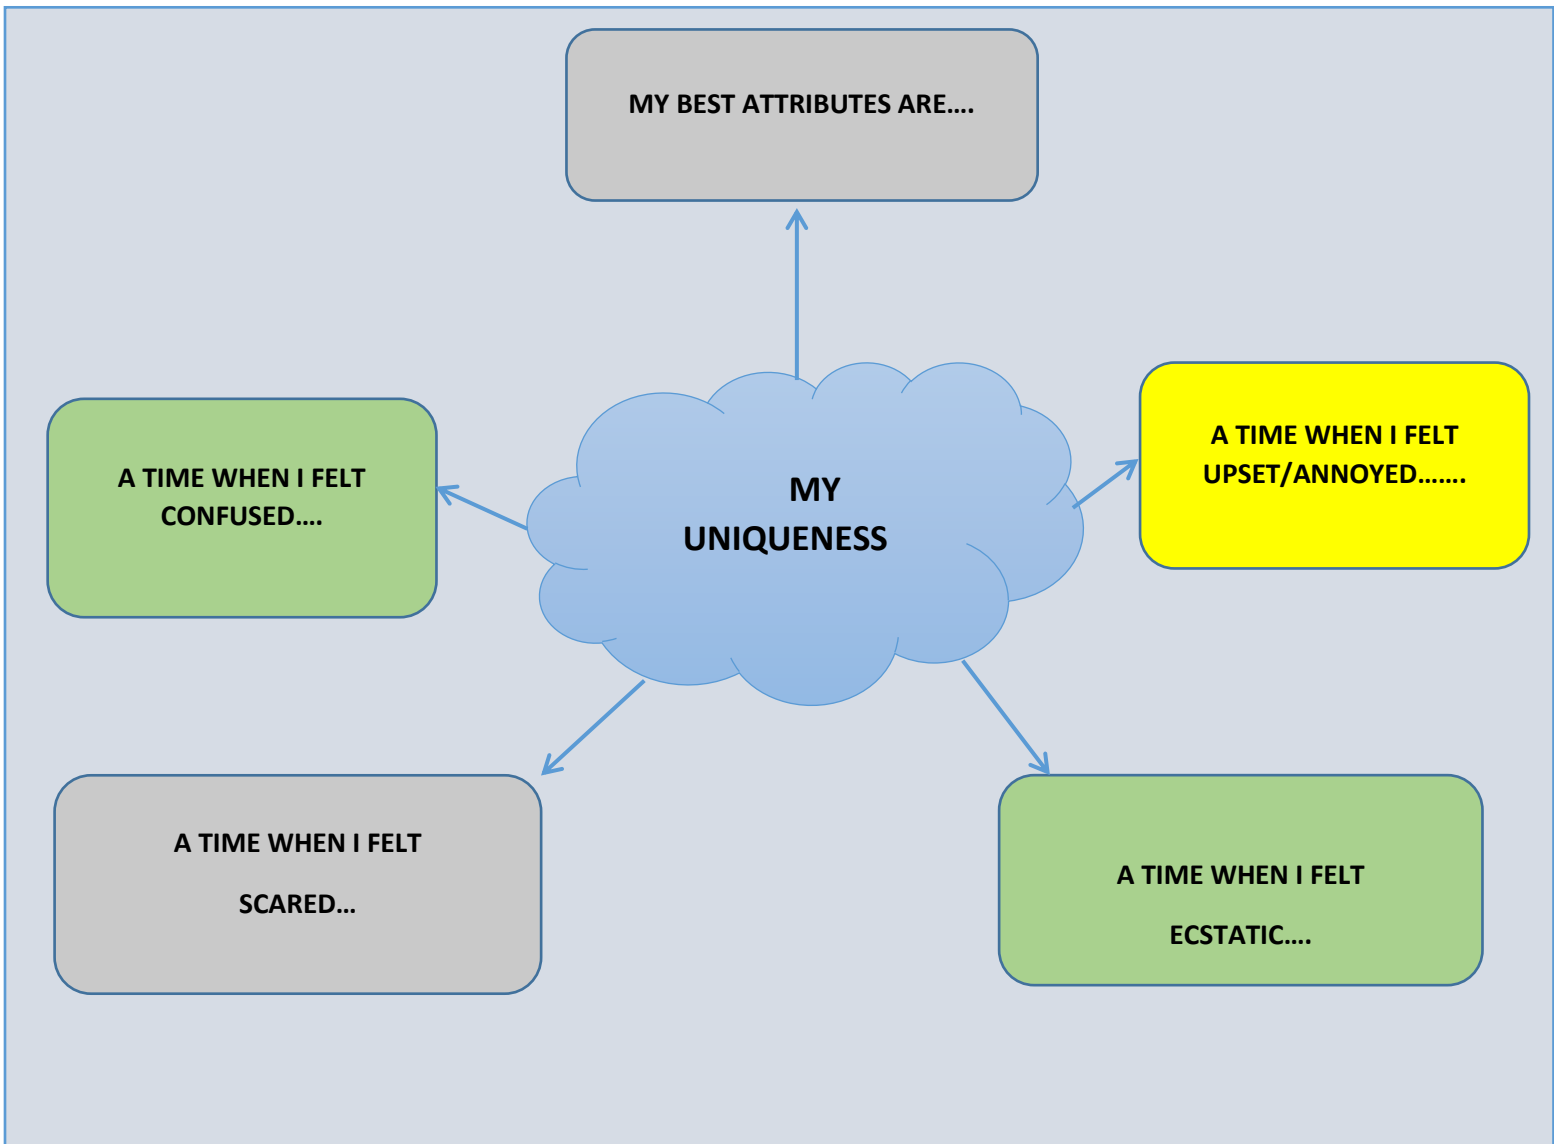 MY BEST ATTRIBUTES ARE….
A TIME WHEN I FELT
UPSET/ANNOYED…….
A TIME WHEN I FELT
CONFUSED….
MY
UNIQUENESS
A TIME WHEN I FELT
SCARED…
A TIME WHEN I FELT
ECSTATIC….